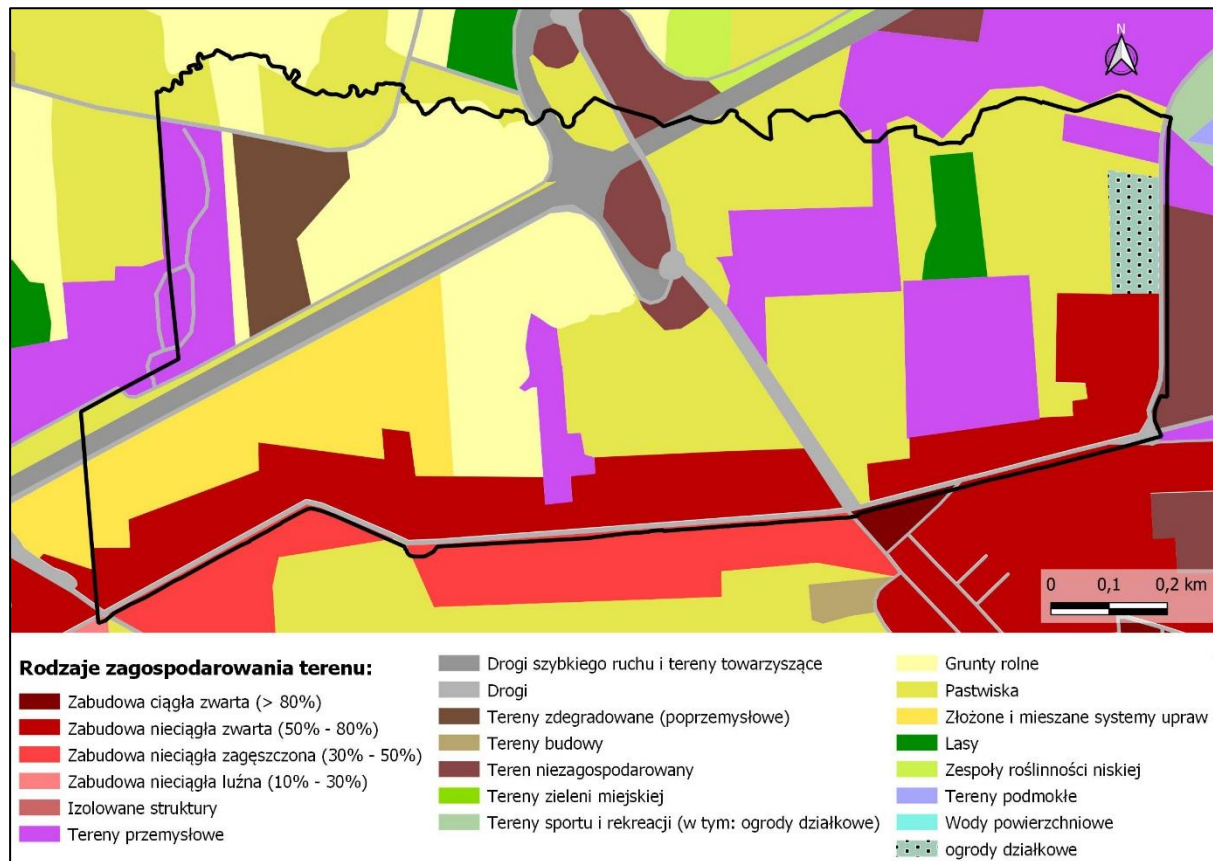 N
0 0,1 0,2 km
Rodzaje zagospodarowania terenu:
Zabudowa ciągła zwarta (> 80%)
Zabudowa nieciągła zwarta (50% - 80%)
Zabudowa nieciągła zagęszczona (30% - 50%)
Zabudowa nieciągła luźna (10% - 30%)
Izolowane struktury
Tereny przemysłowe
Drogi szybkiego ruchu i tereny towarzyszące
Drogi
Tereny zdegradowane (poprzemysłowe)
Tereny budowy
Teren niezagospodarowany
Tereny zieleni miejskiej
Tereny sportu i rekreacji (w tym: ogrody działkowe)
Grunty rolne
Pastwiska
Złożone i mieszane systemy upraw
Lasy
Zespoły roślinności niskiej
Tereny podmokłe
Wody powierzchniowe
ogrody działkowe